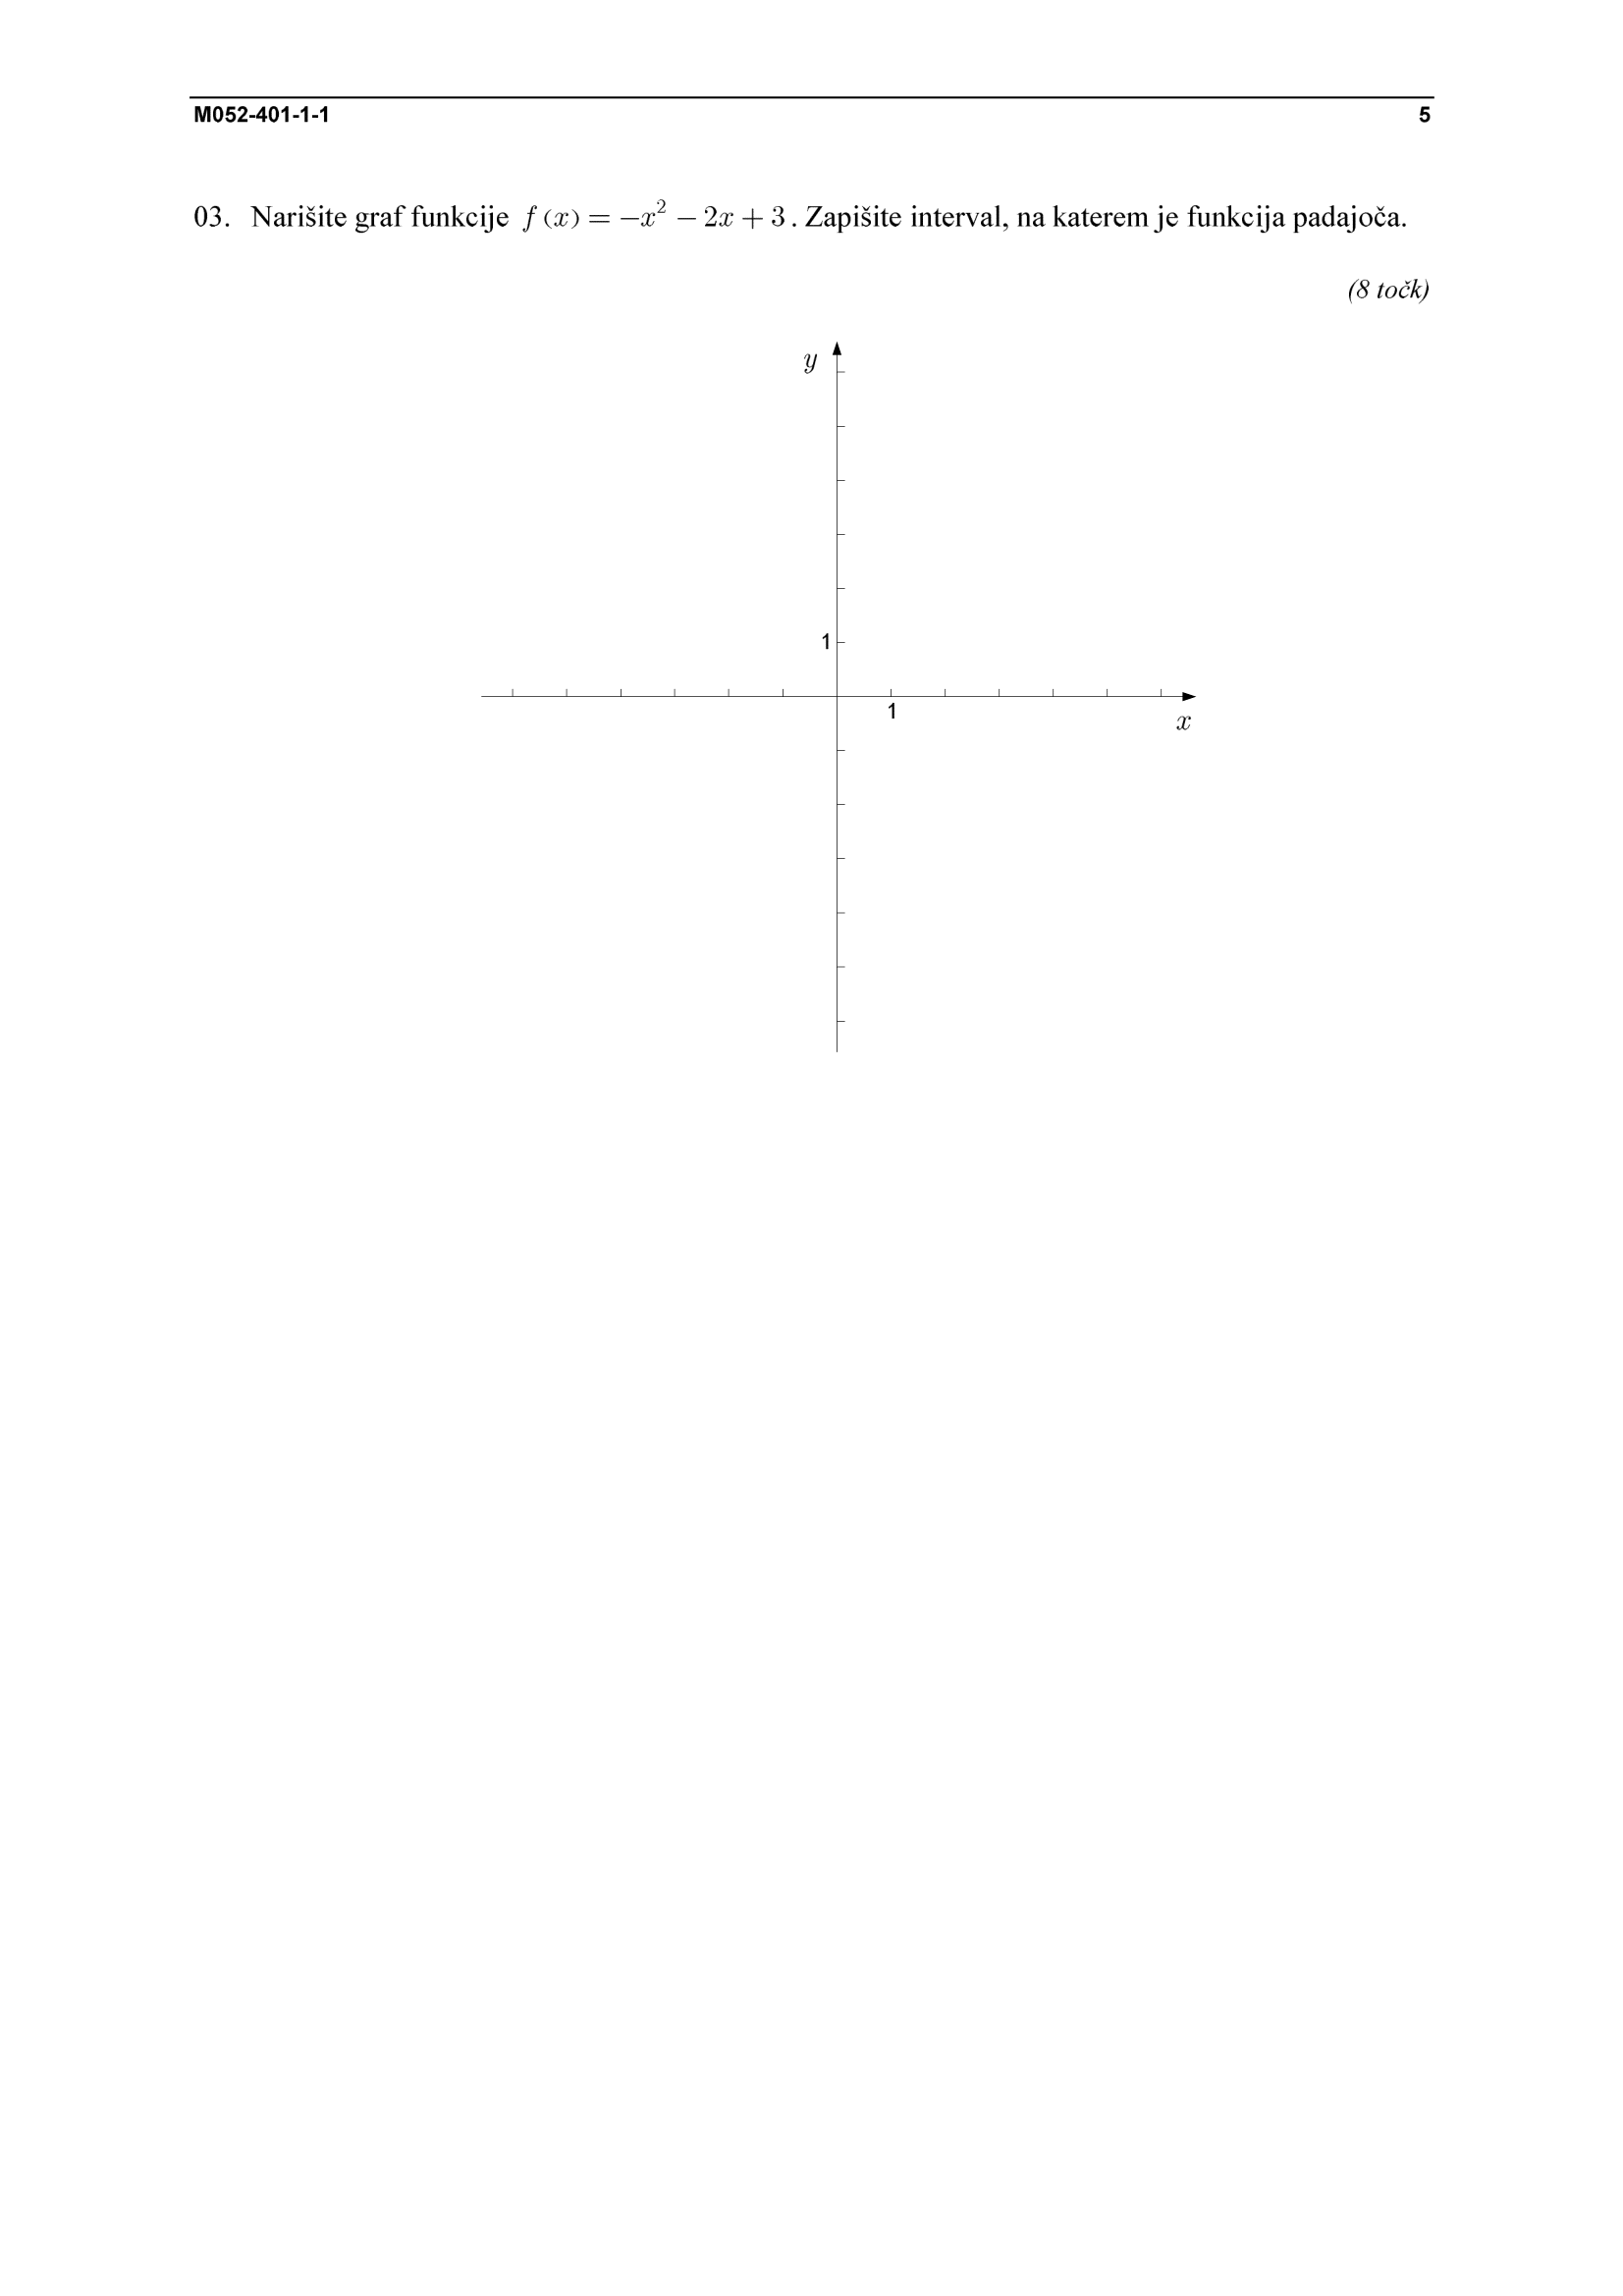 M052-401-1-1 5
03. Narišite graf funkcije f (x) = −x² − 2x + 3 . Zapišite interval, na katerem je funkcija padajoča.
(8 točk)
y
1
1
x